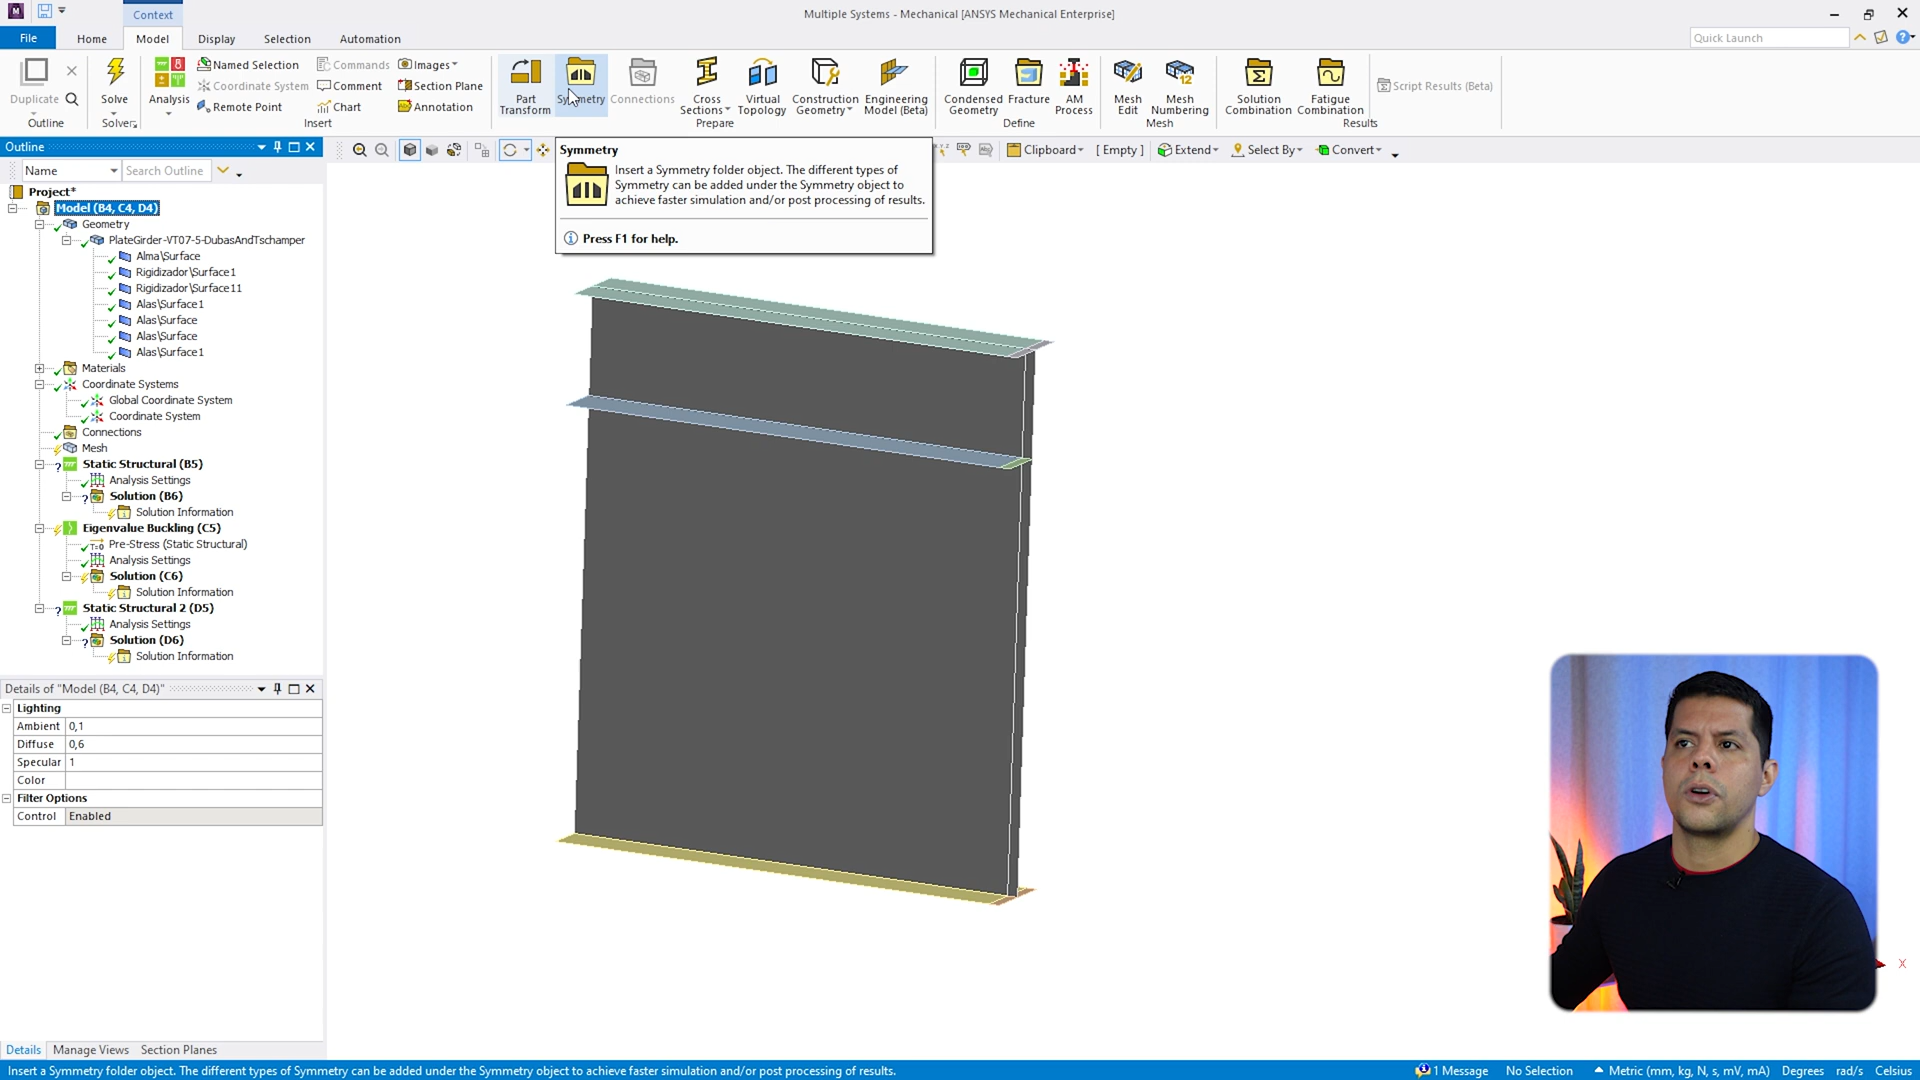 Context
Multiple Systems - Mechanical [ANSYS Mechanical Enterprise]
File Home Model Display Selection Automation
Quick Launch
Duplicate
Outline
Solve
Solver
Analysis
Named Selection
Coordinate System
Remote Point
Commands
Comment
Chart
Images
Section Plane
Annotation
Insert
Part Transform
Symmetry
Connections
Cross Sections
Virtual Topology
Construction Geometry
Engineering Model (Beta)
Prepare
Condensed Geometry
Fracture
AM Process
Define
Mesh Edit
Mesh Numbering
Mesh
Solution Combination
Fatigue Combination
Script Results (Beta)
Results
Outline
Name
Search Outline
Clipboard
[ Empty ]
Extend
Select By
Convert
Symmetry
Insert a Symmetry folder object. The different types of
Symmetry can be added under the Symmetry object to
achieve faster simulation and/or post processing of results.
Press F1 for help.
Project*
Model (B4, C4, D4)
Geometry
PlateGirder-VT07-5-DubasAndTschamper
Alma\Surface
Rigidizador\Surface1
Rigidizador\Surface11
Alas\Surface1
Alas\Surface
Alas\Surface
Alas\Surface1
Materials
Coordinate Systems
Global Coordinate System
Coordinate System
Connections
Mesh
Static Structural (B5)
Analysis Settings
Solution (B6)
Solution Information
Eigenvalue Buckling (C5)
Pre-Stress (Static Structural)
Analysis Settings
Solution (C6)
Solution Information
Static Structural 2 (D5)
Analysis Settings
Solution (D6)
Solution Information
Details of "Model (B4, C4, D4)"
Lighting
Ambient 0,1
Diffuse 0,6
Specular 1
Color
Filter Options
Control Enabled
X
Details Manage Views Section Planes
Insert a Symmetry folder object. The different types of Symmetry can be added under the Symmetry object to achieve faster simulation and/or post processing of results.
1 Message No Selection Metric (mm, kg, N, s, mV, mA) Degrees rad/s Celsius